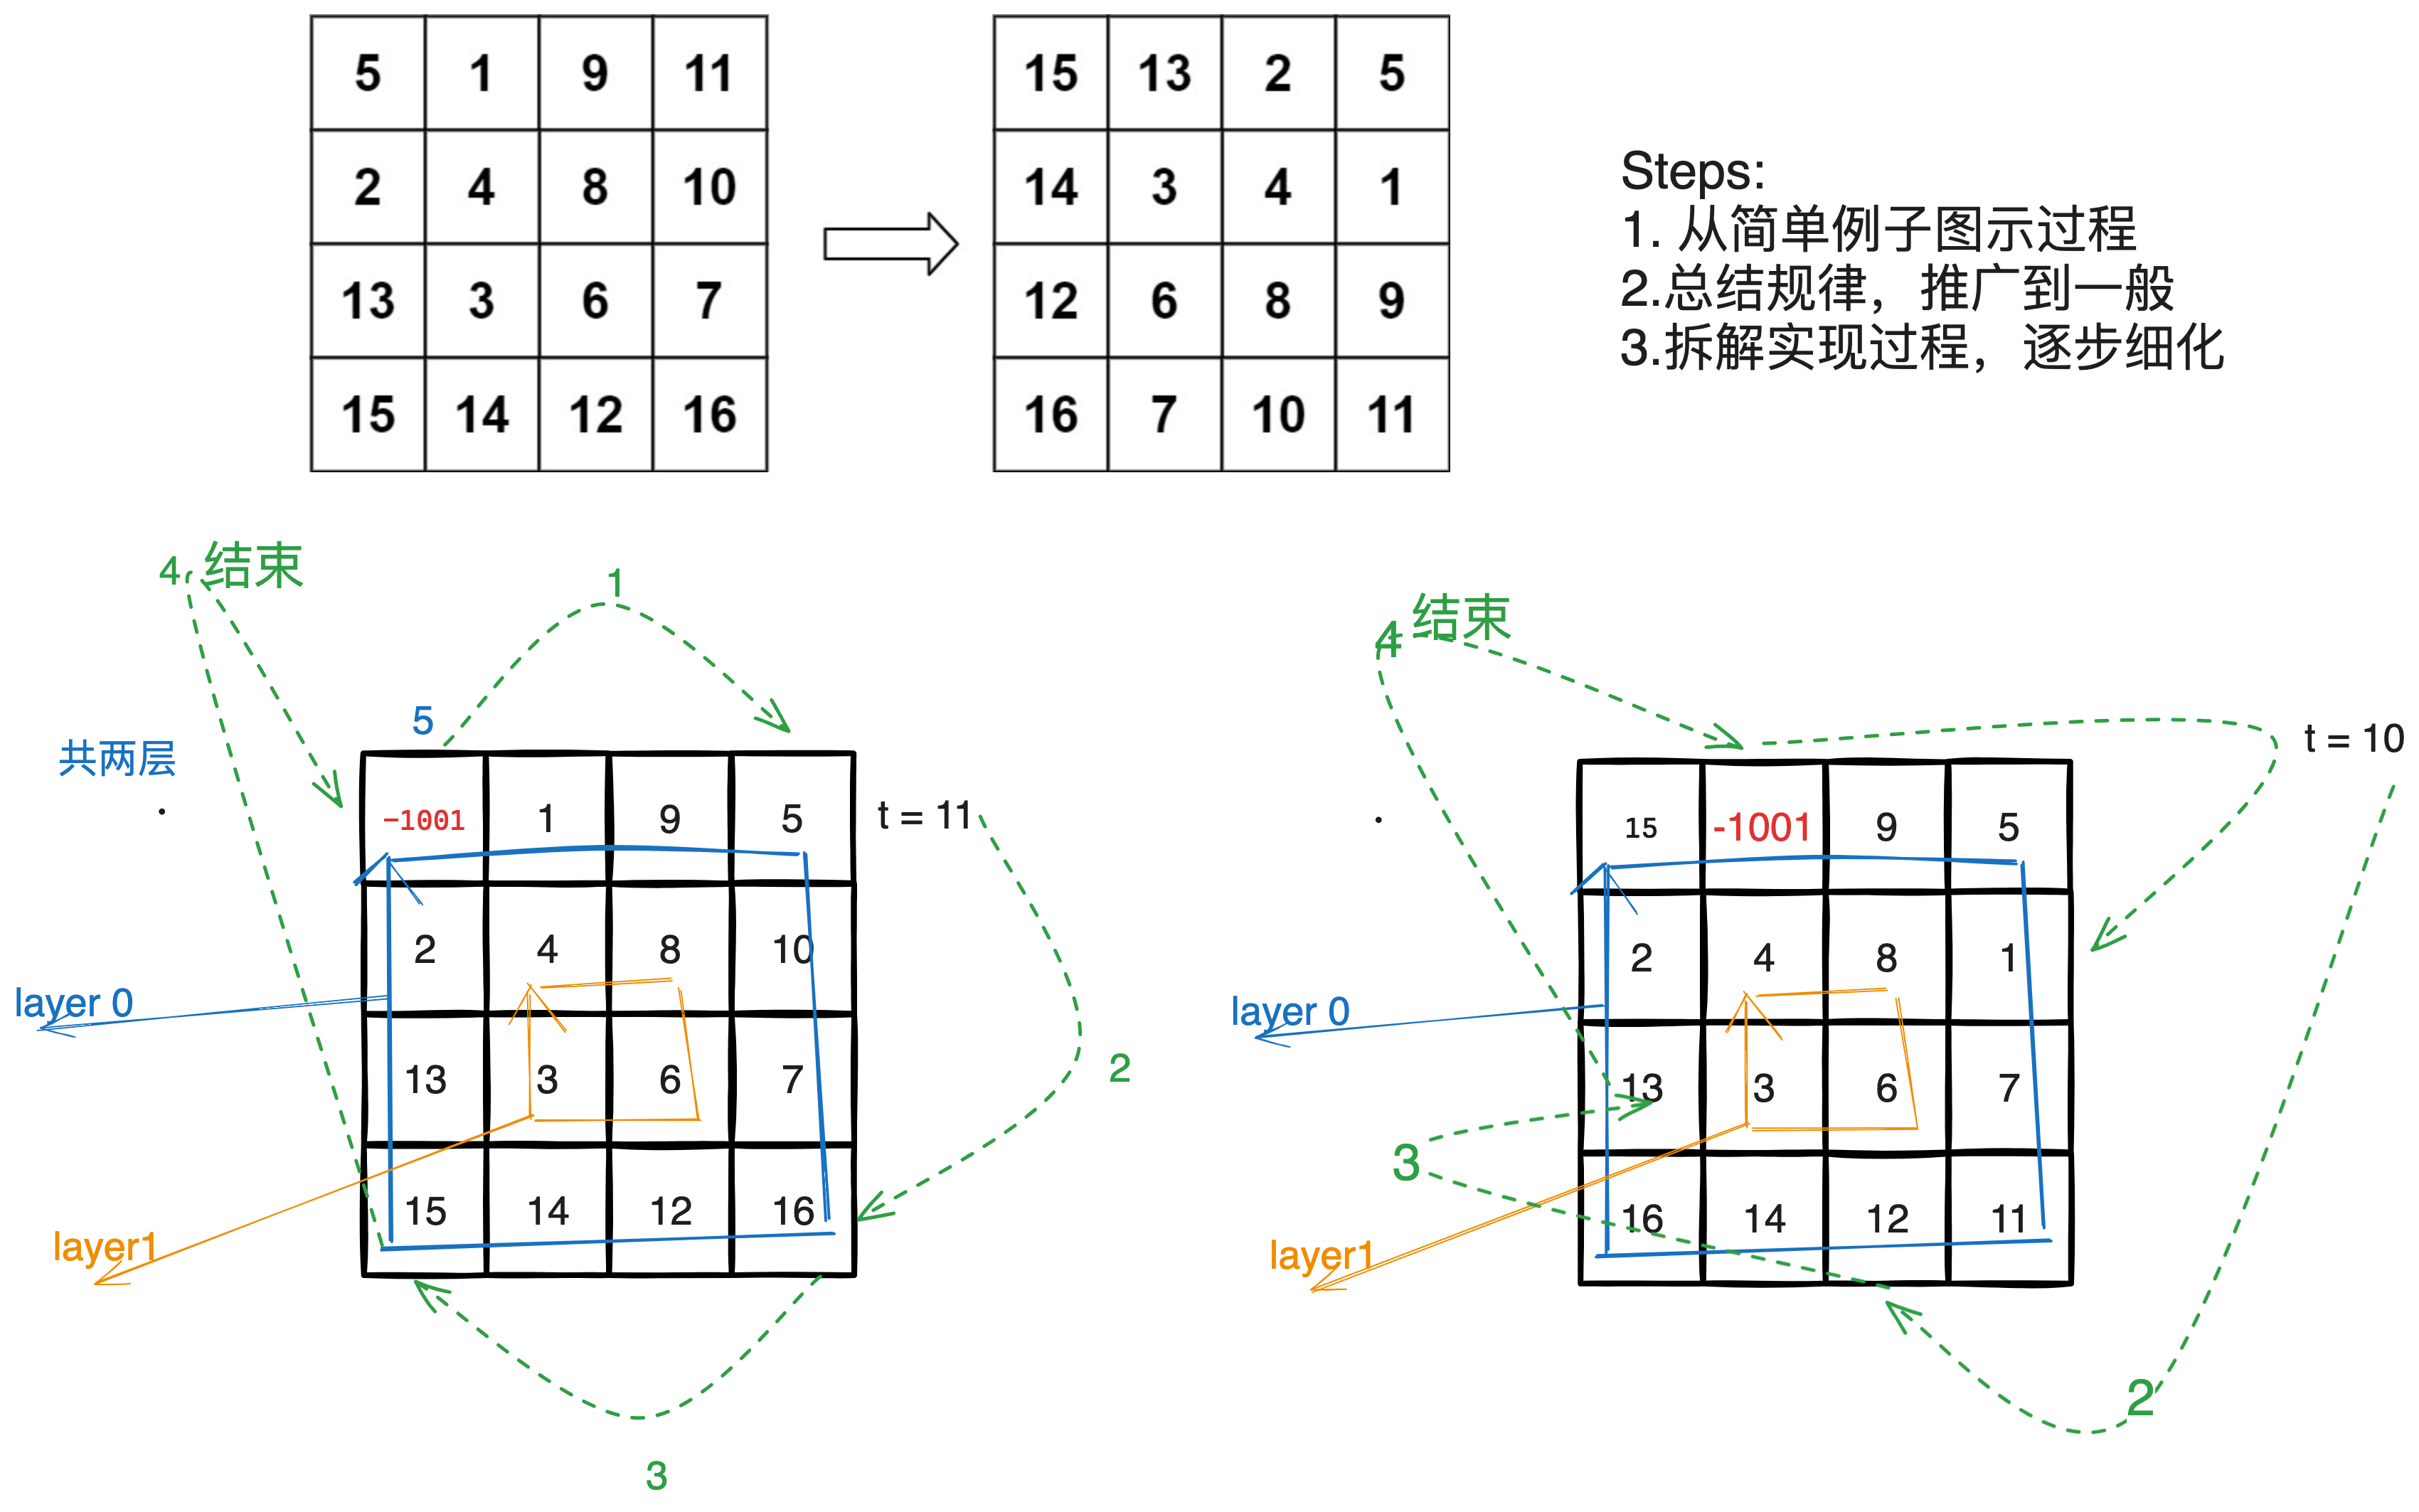 5 1 9 11
2 4 8 10
13 3 6 7
15 14 12 16
15 13 2 5
14 3 4 1
12 6 8 9
16 7 10 11
Steps:
1. 从简单例子图示过程
2.总结规律，推广到一般
3.拆解实现过程，逐步细化
4 结束
1
5
共两层
-1001 1 9 5
t = 11
2 4 8 10
layer 0
13 3 6 7
2
15 14 12 16
layer1
3
4 结束
t = 10
15 -1001 9 5
2 4 8 1
layer 0
13 3 6 7
3
16 14 12 11
layer1
2